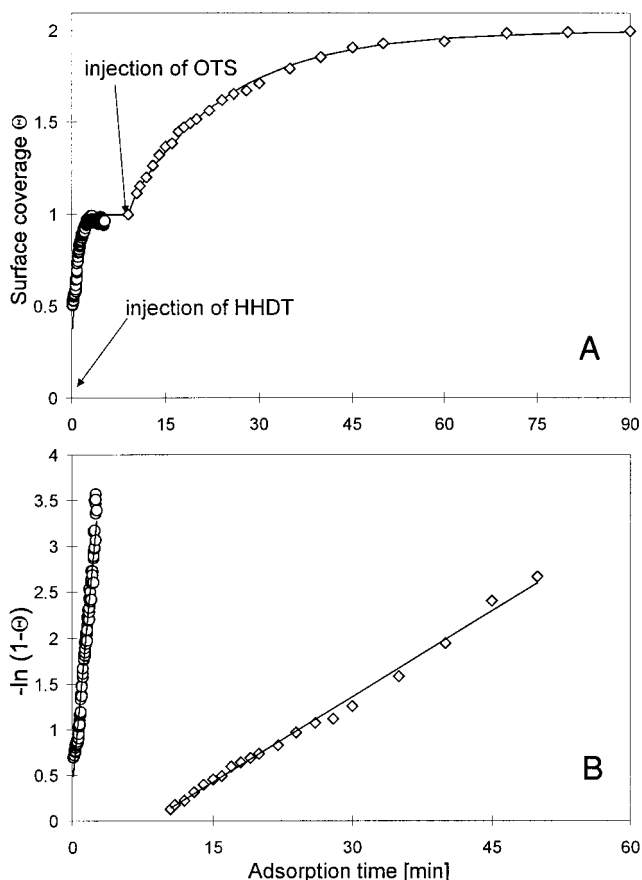 2
injection of OTS
1.5
1
Surface coverage Θ
0.5
injection of HHDT
A
0
0 15 30 45 60 75 90
4
3.5
3
2.5
2
-ln (1-Θ)
1.5
1
0.5
B
0
0 15 30 45 60
Adsorption time [min]